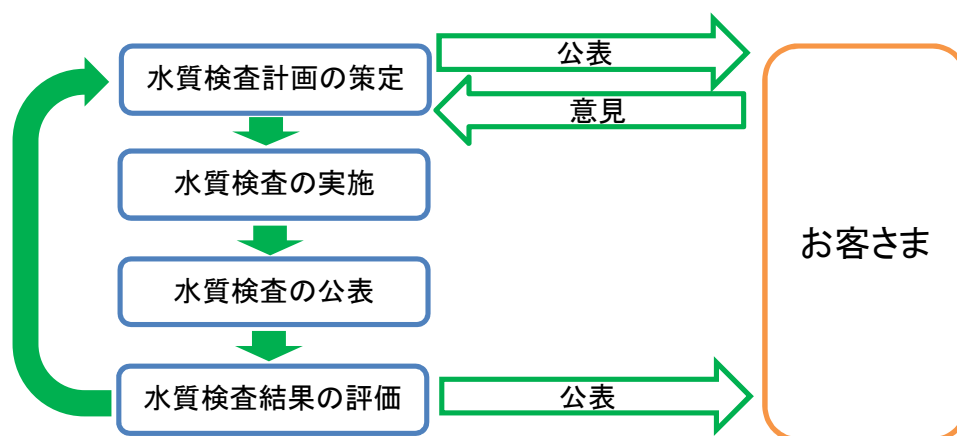 水質検査計画の策定
公表
意見
水質検査の実施
お客さま
水質検査の公表
水質検査結果の評価
公表